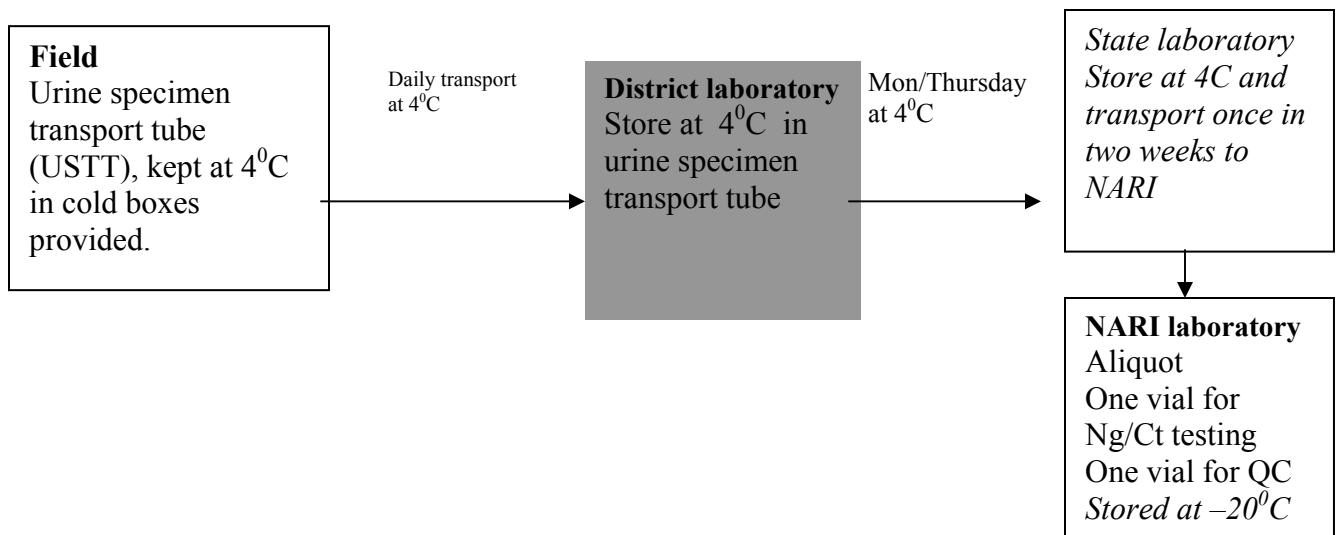 Field
Urine specimen
transport tube
(USTT), kept at 4⁰C
in cold boxes
provided.
Daily transport
at 4⁰C
District laboratory
Store at 4⁰C in
urine specimen
transport tube
Mon/Thursday
at 4⁰C
State laboratory
Store at 4C and
transport once in
two weeks to
NARI
NARI laboratory
Aliquot
One vial for
Ng/Ct testing
One vial for QC
Stored at –20⁰C